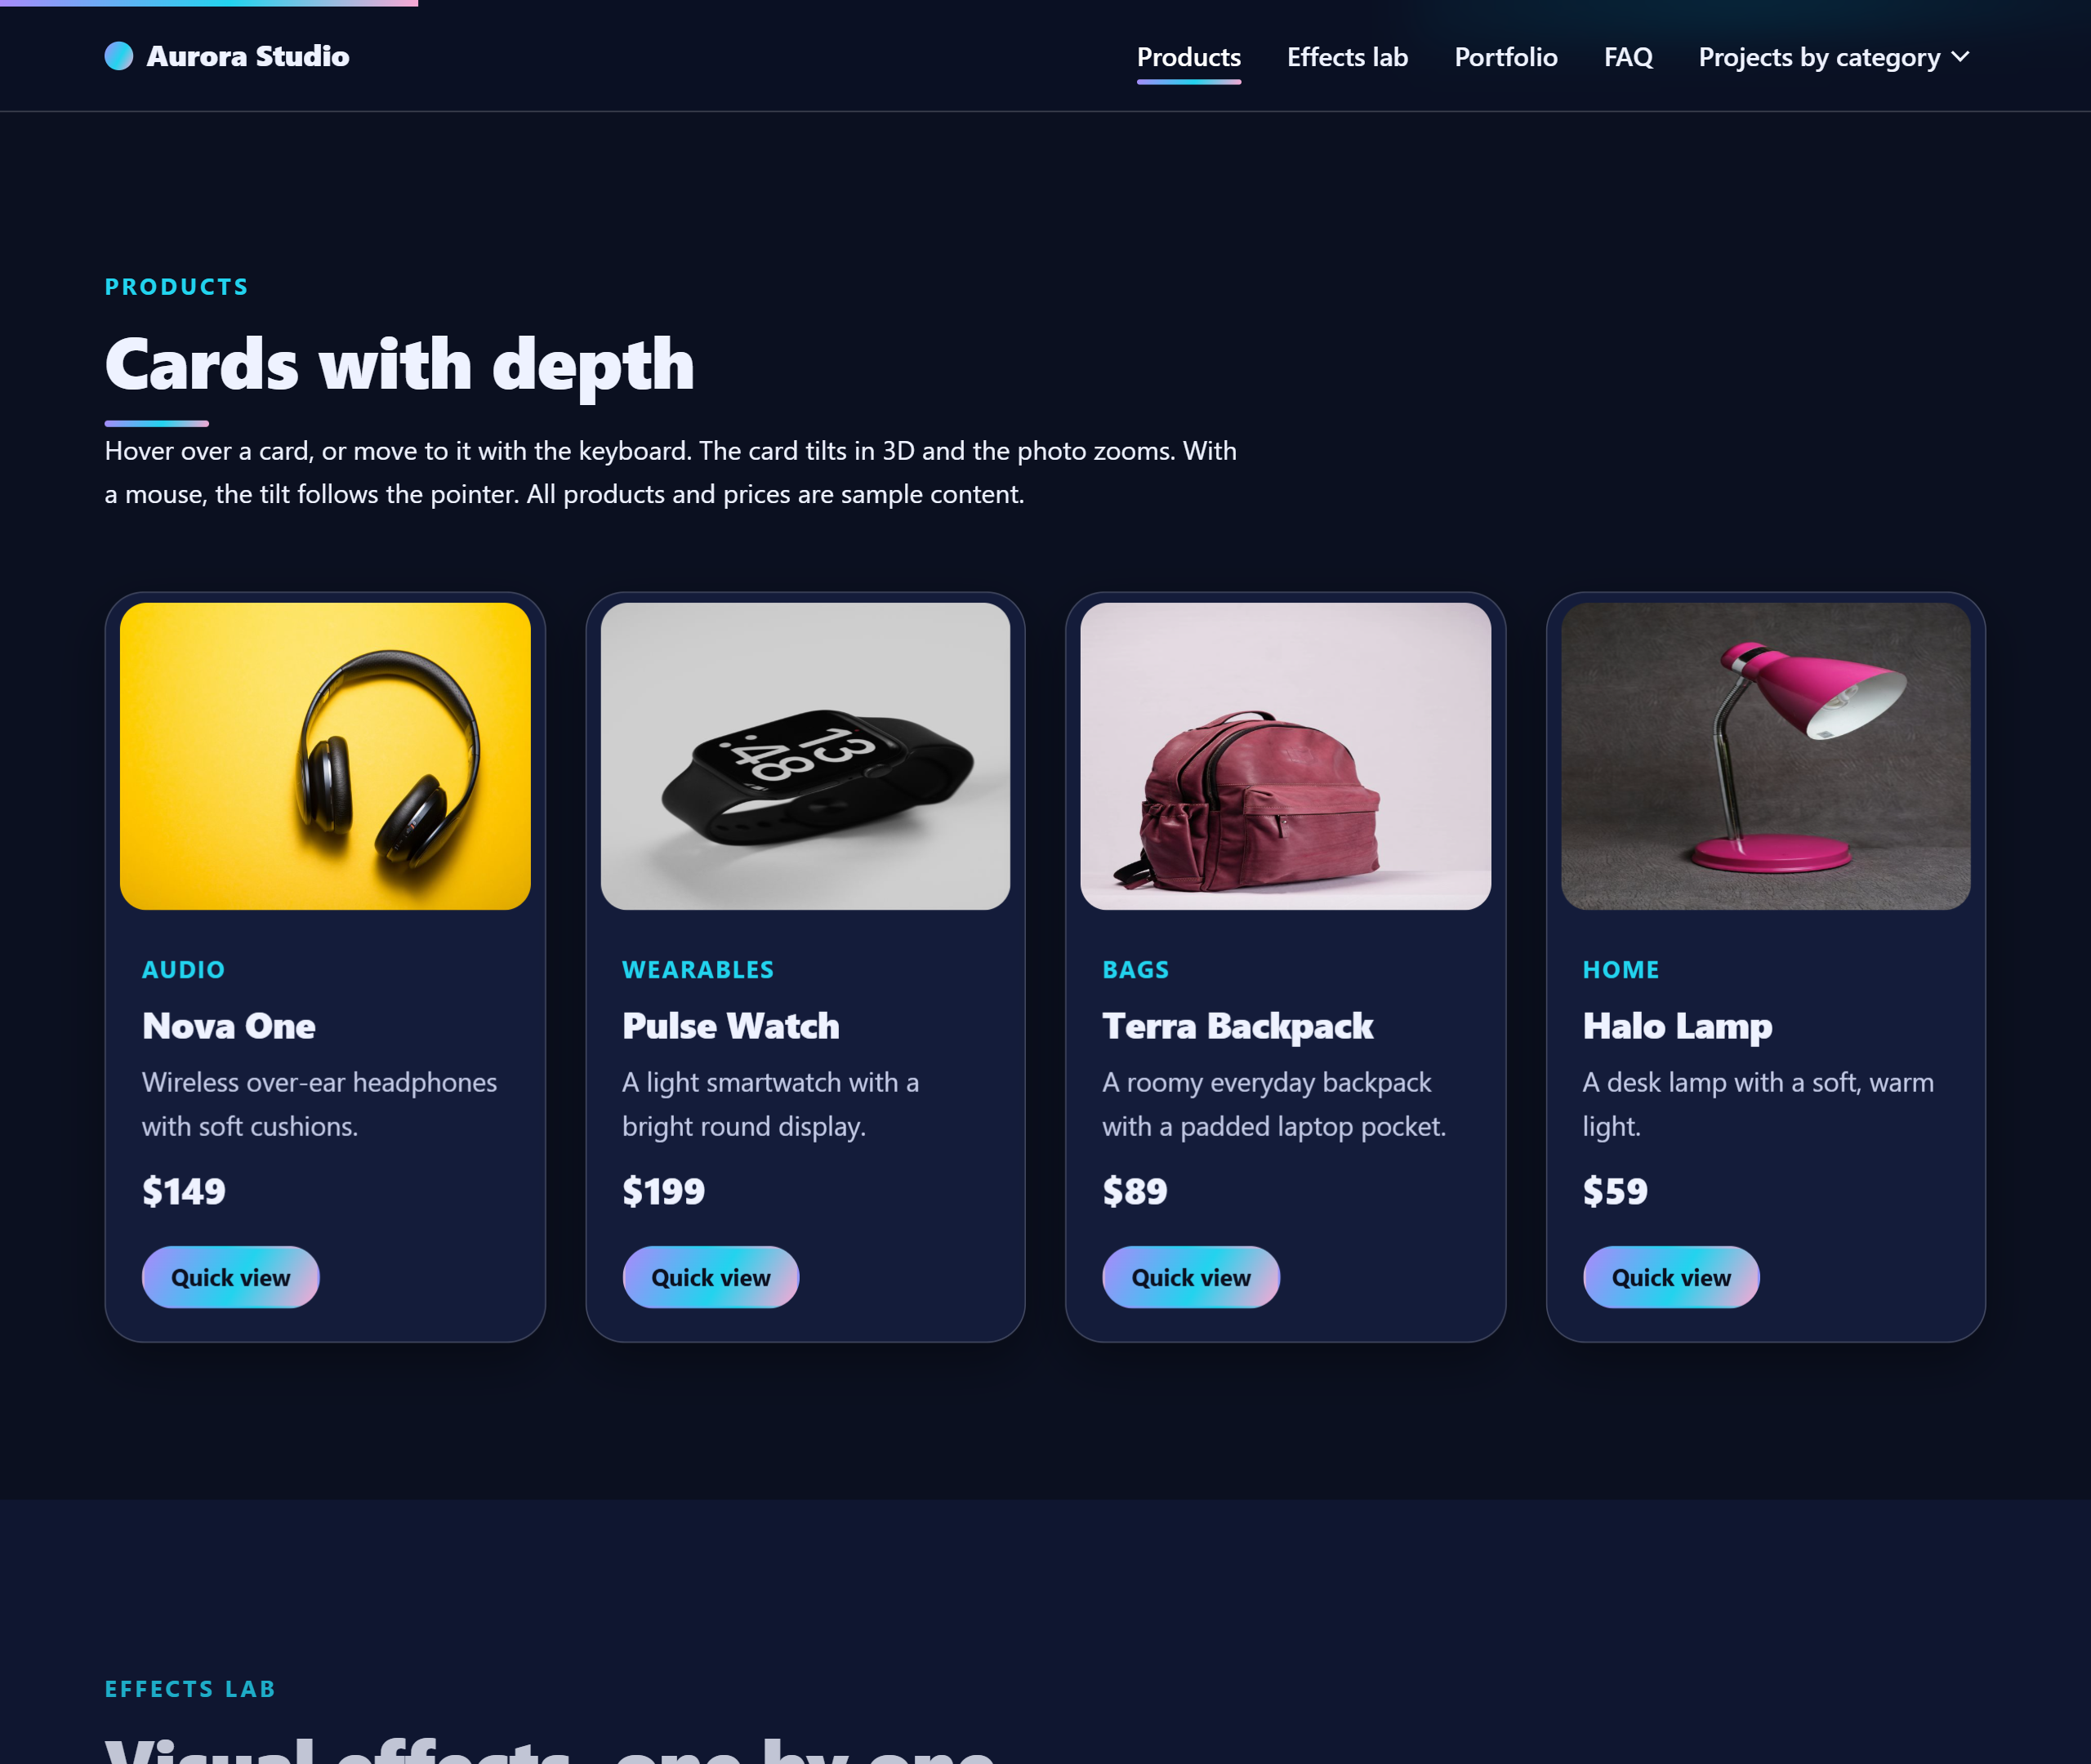 Aurora Studio
Products
Effects lab
Portfolio
FAQ
Projects by category
PRODUCTS
Cards with depth
Hover over a card, or move to it with the keyboard. The card tilts in 3D and the photo zooms. With
a mouse, the tilt follows the pointer. All products and prices are sample content.
AUDIO
Nova One
Wireless over-ear headphones
with soft cushions.
$149
Quick view
13
:48
WEARABLES
Pulse Watch
A light smartwatch with a
bright round display.
$199
Quick view
BAGS
Terra Backpack
A roomy everyday backpack
with a padded laptop pocket.
$89
Quick view
HOME
Halo Lamp
A desk lamp with a soft, warm
light.
$59
Quick view
EFFECTS LAB
Visual effects, one by one